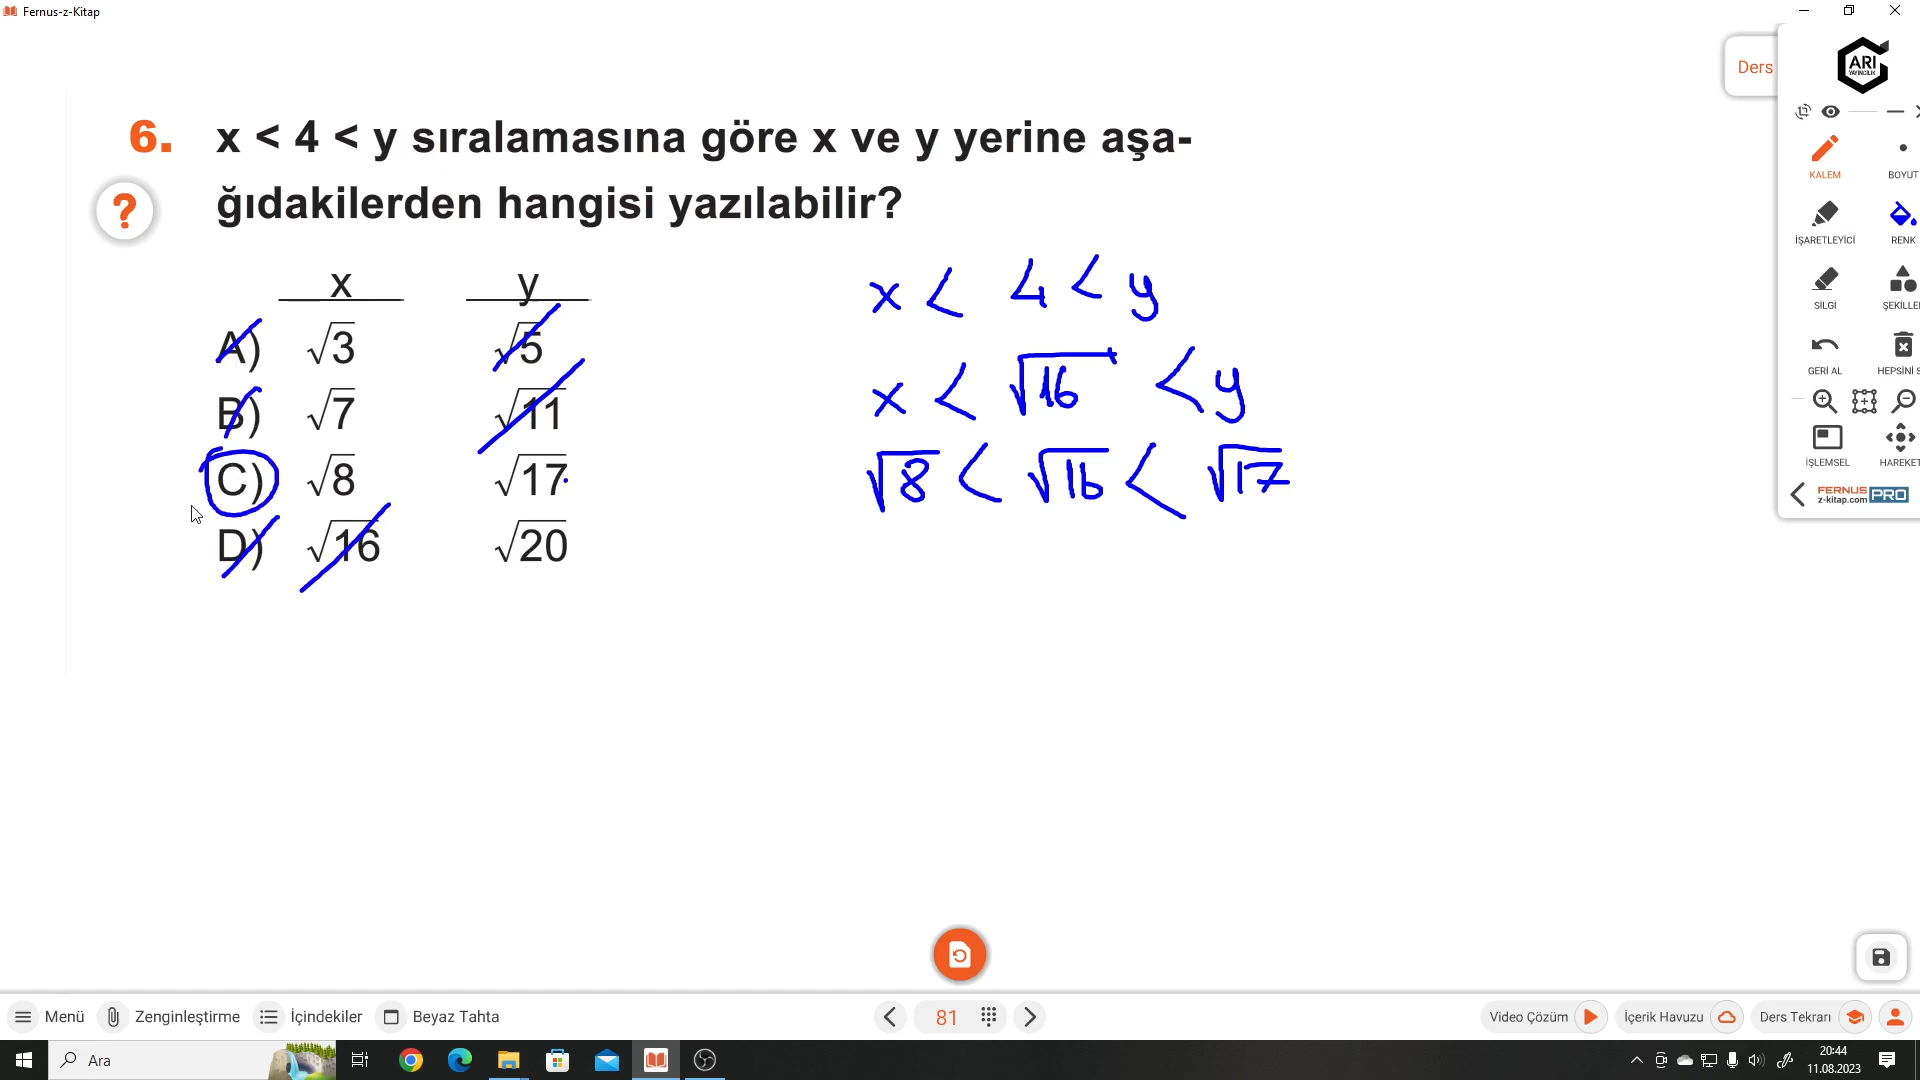 Fernus-z-Kitap
Ders
ARI
YAYINCILIK
6. x < 4 < y sıralamasına göre x ve y yerine aşa-
ğıdakilerden hangisi yazılabilir?
?
x y
A) √3 √5
B) √7 √11
C) √8 √17
D) √16 √20
x < 4 < y
x < √16 < y
√8 < √16 < √17
KALEM BOYUT
İŞARETLEYİCİ RENK
SİLGİ ŞEKİLLE
GERİ AL HEPSİNİ S
İŞLEMSEL HAREKET
FERNUS
z-kitap.com PRO
Menü Zenginleştirme İçindekiler Beyaz Tahta 81 Video Çözüm İçerik Havuzu Ders Tekrarı
Ara
20:44
11.08.2023